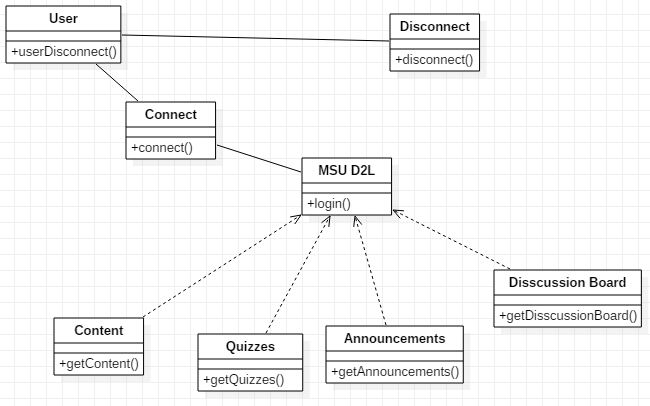 User
+userDisconnect()
Disconnect
+disconnect()
Connect
+connect()
MSU D2L
+login()
Disscussion Board
+getDisscussionBoard()
Content
+getContent()
Quizzes
+getQuizzes()
Announcements
+getAnnouncements()